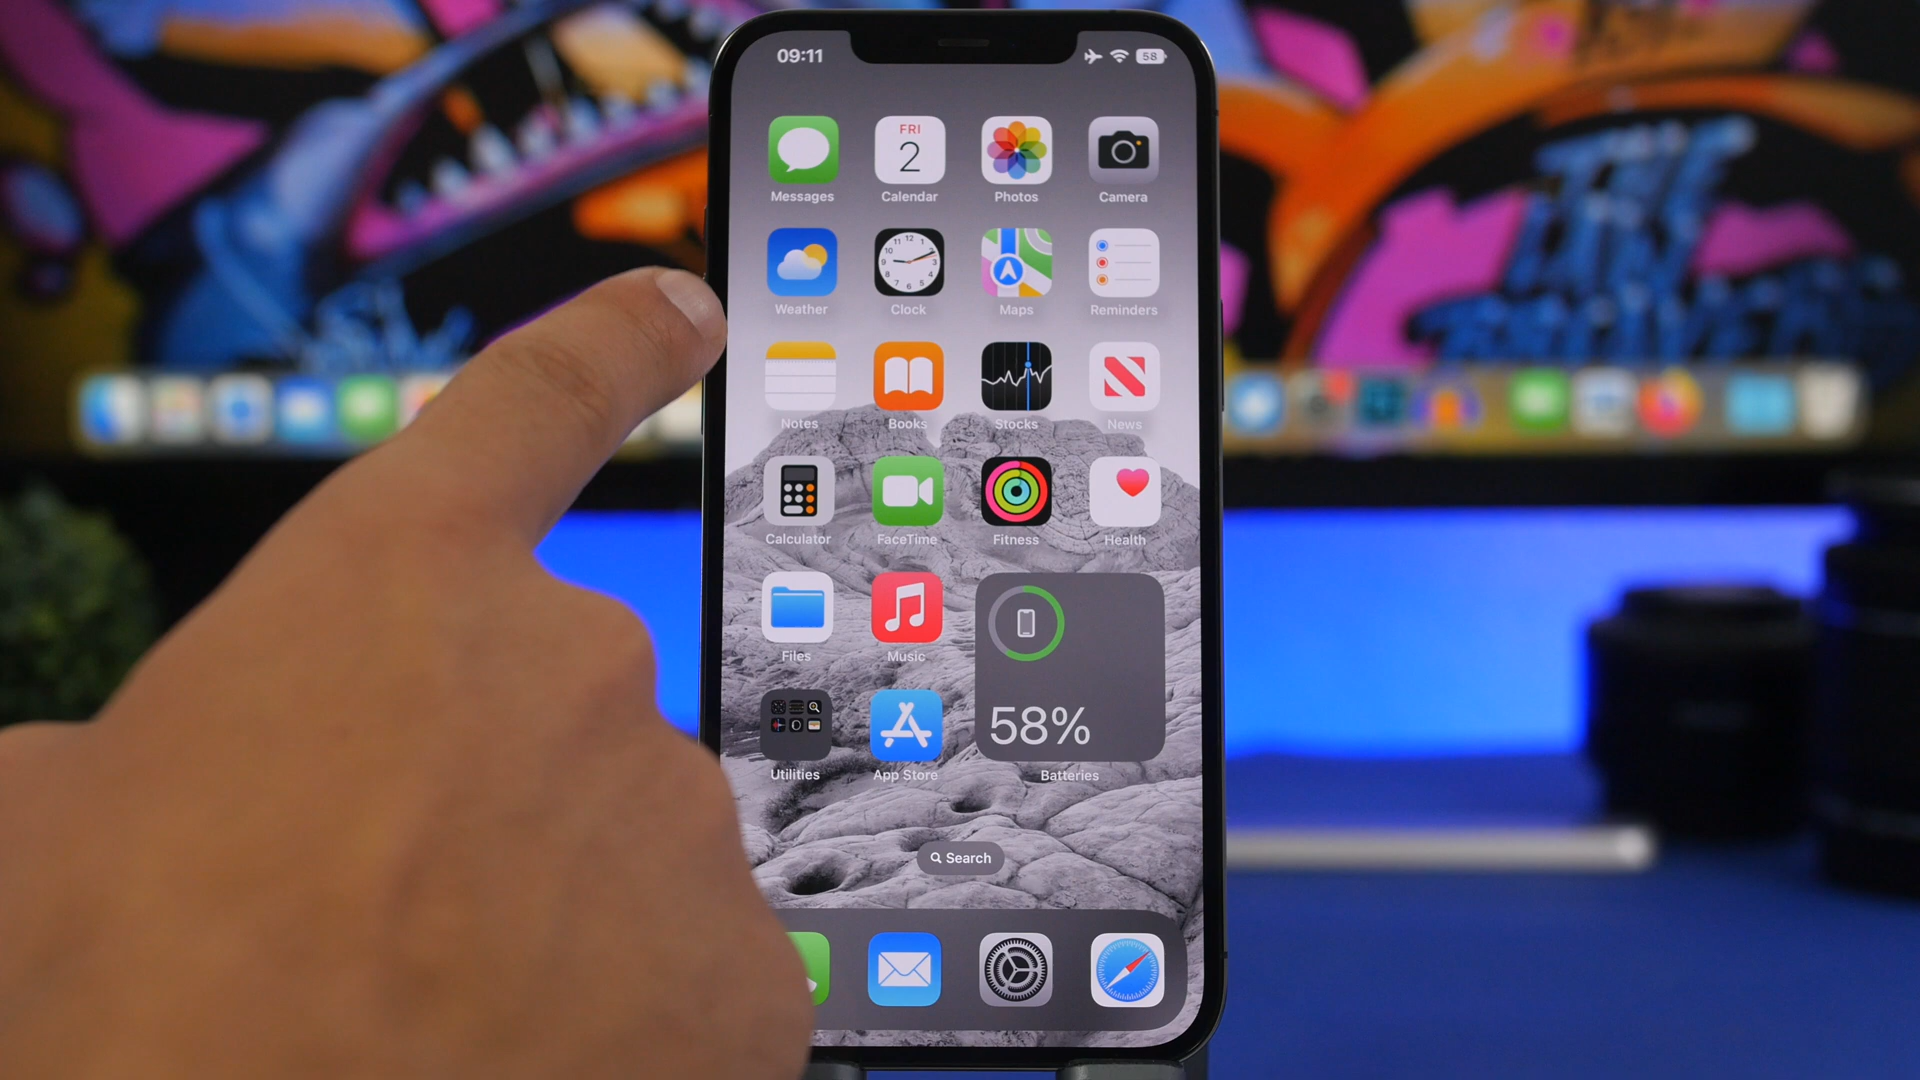 09:11
58
FRI
2
Messages
Calendar
Photos
Camera
Weather
Clock
Maps
Reminders
Notes
Books
Stocks
News
Calculator
FaceTime
Fitness
Health
Files
Music
58%
Utilities
App Store
Batteries
Search